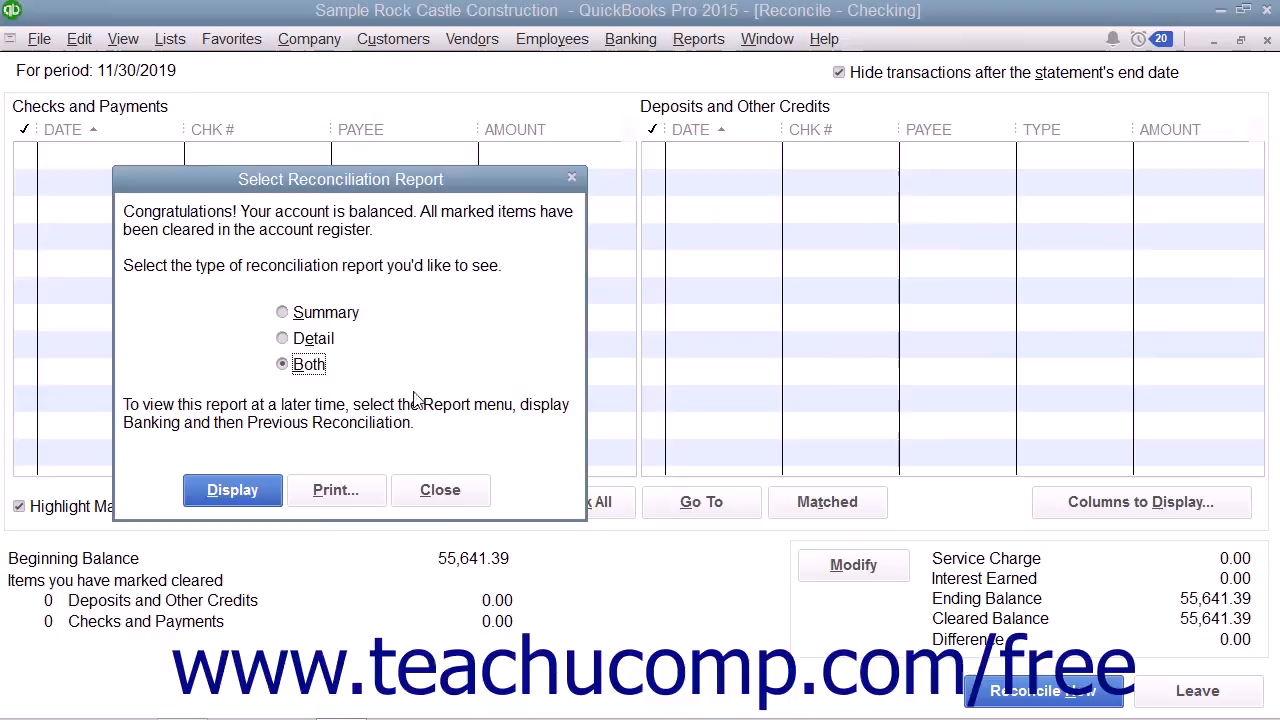 Sample Rock Castle Construction - QuickBooks Pro 2015 - [Reconcile - Checking]
File Edit View Lists Favorites Company Customers Vendors Employees Banking Reports Window Help 20
For period: 11/30/2019
Hide transactions after the statement's end date
Checks and Payments
DATE CHK # PAYEE AMOUNT
Deposits and Other Credits
DATE CHK # PAYEE TYPE AMOUNT
Select Reconciliation Report
Congratulations! Your account is balanced. All marked items have
been cleared in the account register.
Select the type of reconciliation report you'd like to see.
Summary
Detail
Both
To view this report at a later time, select the Report menu, display
Banking and then Previous Reconciliation.
Display Print... Close
Highlight All Go To Matched Columns to Display...
Beginning Balance 55,641.39
Items you have marked cleared
0 Deposits and Other Credits 0.00
0 Checks and Payments 0.00
Modify
Service Charge 0.00
Interest Earned 0.00
Ending Balance 55,641.39
Cleared Balance 55,641.39
Difference 0.00
www.teachucomp.com/free
Reconcile Now Leave